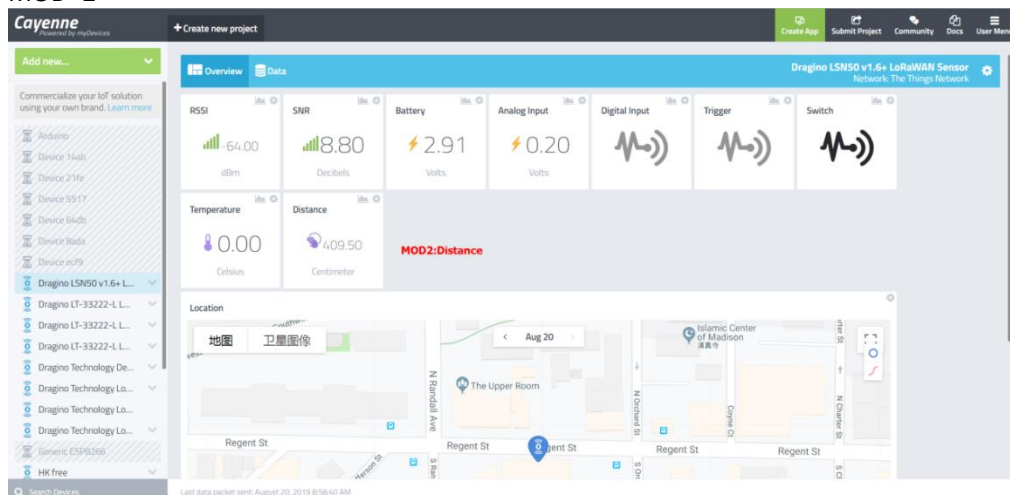 Cayenne
Powered by myDevices
+ Create new project
Create App
Submit Project
Community
Docs
User Menu
Add new...
Overview
Data
Dragino LSN50 v1.6+ LoRaWAN Sensor
Network: The Things Network
Commercialize your IoT solution
using your own brand. Learn more
Arduino
Device 14ab
Device 21fe
Device 5517
Device 64db
Device 8ada
Device ecf9
Dragino LSN50 v1.6+ L...
Dragino LT-33222-L L...
Dragino LT-33222-L L...
Dragino LT-33222-L L...
Dragino Technology De...
Dragino Technology Lo...
Dragino Technology Lo...
Dragino Technology Lo...
Generic ESP8266
HK free
Search Devices
RSSI
-64.00
dBm
SNR
8.80
Decibels
Battery
2.91
Volts
Analog Input
0.20
Volts
Digital Input
Trigger
Switch
Temperature
0.00
Celsius
Distance
409.50
Centimeter
MOD2:Distance
Location
地图
卫星图像
< Aug 20 >
Islamic Center
of Madison
清真寺
The Upper Room
N Randall Ave
N Orchard St
Coyne Ct
N Charter St
Regent St
Regent St
gent St
Regent St
Regent St
S Ran
Last data packet sent: August 20, 2019 8:58:40 AM